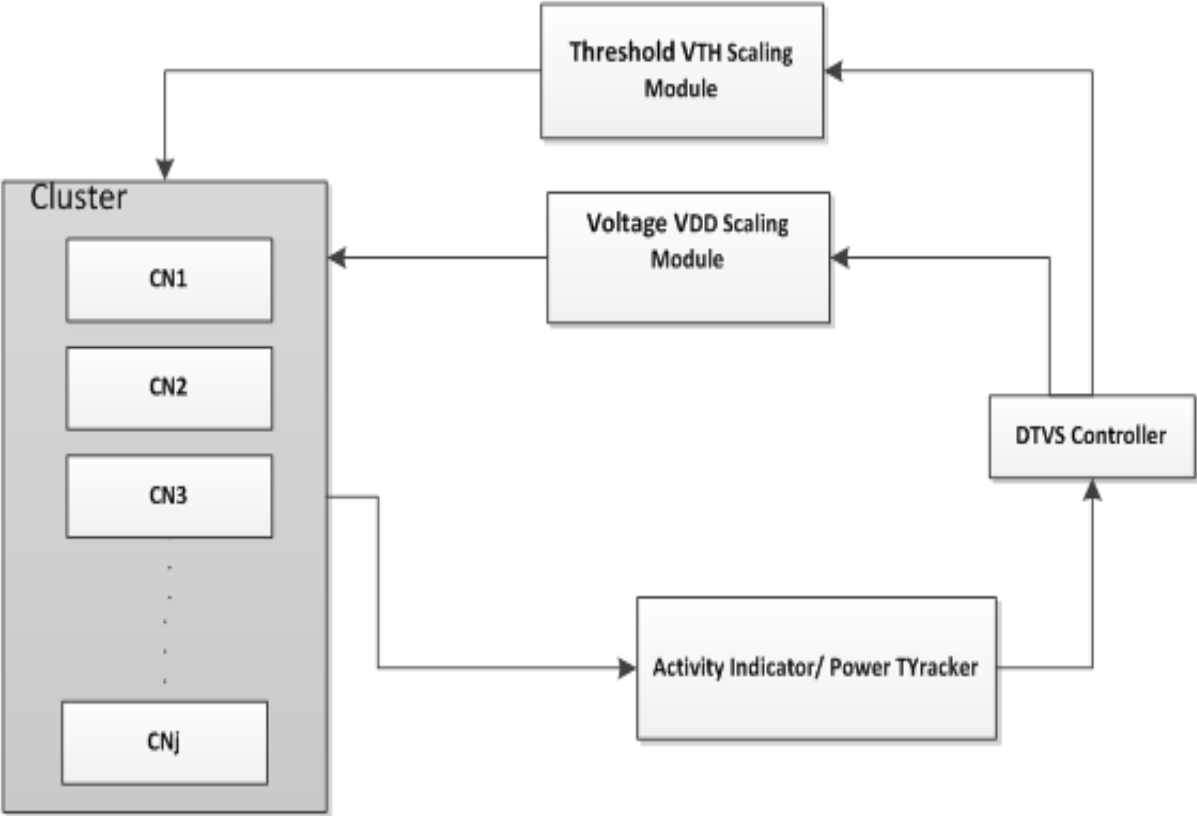 Threshold VTH Scaling
Module
Cluster
Voltage VDD Scaling
Module
CN1
CN2
CN3
DTVS Controller
Activity Indicator/ Power TYracker
CNj